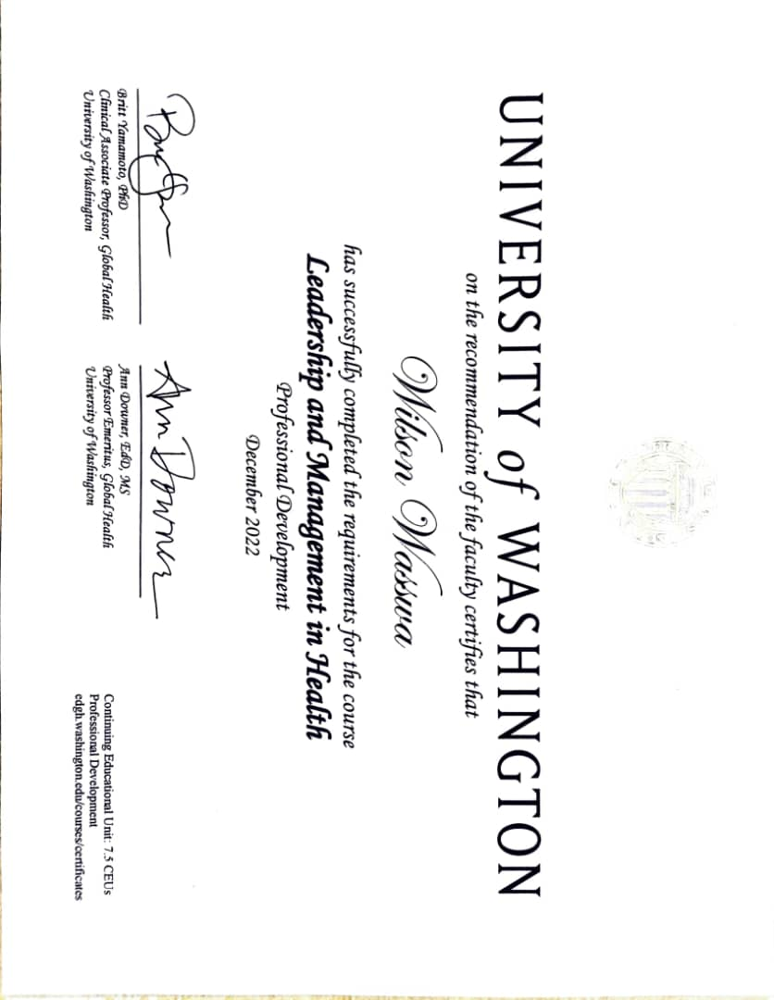 UNIVERSITY of WASHINGTON
on the recommendation of the faculty certifies that
Wilson Wasswa
has successfully completed the requirements for the course
Leadership and Management in Health
Professional Development
December 2022
Britt Yamamoto, PhD
Clinical Associate Professor, Global Health
University of Washington
Ann Downer
Ann Downer, EdD, MS
Professor Emeritus, Global Health
University of Washington
Continuing Educational Unit: 7.5 CEUs
Professional Development
edgh.washington.edu/courses/certificates